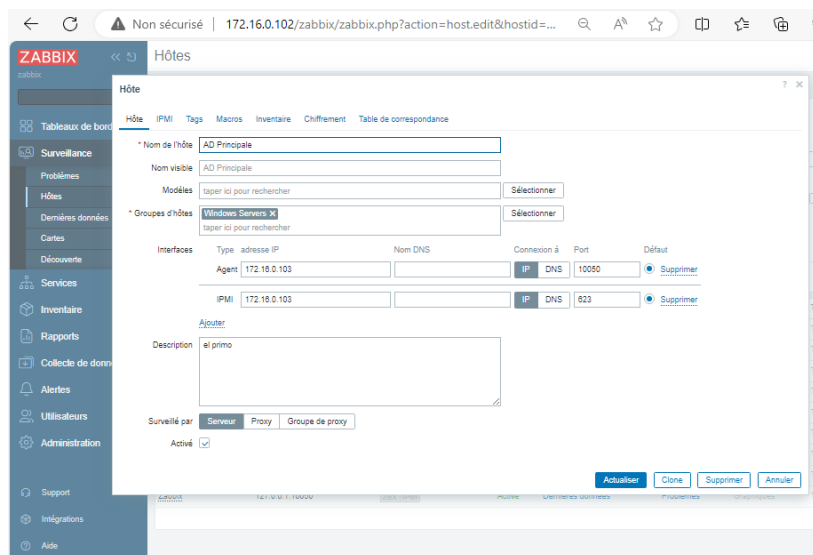 Non sécurisé | 172.16.0.102/zabbix/zabbix.php?action=host.edit&hostid=...
ZABBIX
zabbix
Hôtes
Tableaux de bord
Surveillance
Problèmes
Hôtes
Dernières données
Cartes
Découverte
Services
Inventaire
Rapports
Collecte de donn
Alertes
Utilisateurs
Administration
Support
Intégrations
Aide
Hôte
? ×
Hôte IPMI Tags Macros Inventaire Chiffrement Table de correspondance
* Nom de l'hôte AD Principale
Nom visible AD Principale
Modèles taper ici pour rechercher Sélectionner
* Groupes d'hôtes Windows Servers × Sélectionner
taper ici pour rechercher
Interfaces Type adresse IP Nom DNS Connexion à Port Défaut
Agent 172.16.0.103 IP DNS 10050 Supprimer
IPMI 172.16.0.103 IP DNS 623 Supprimer
Ajouter
Description el primo
Surveillé par Serveur Proxy Groupe de proxy
Activé
Actualiser Clone Supprimer Annuler
Zabbix 127.0.0.1:10050 Activé Dernières données Problèmes Graphiques